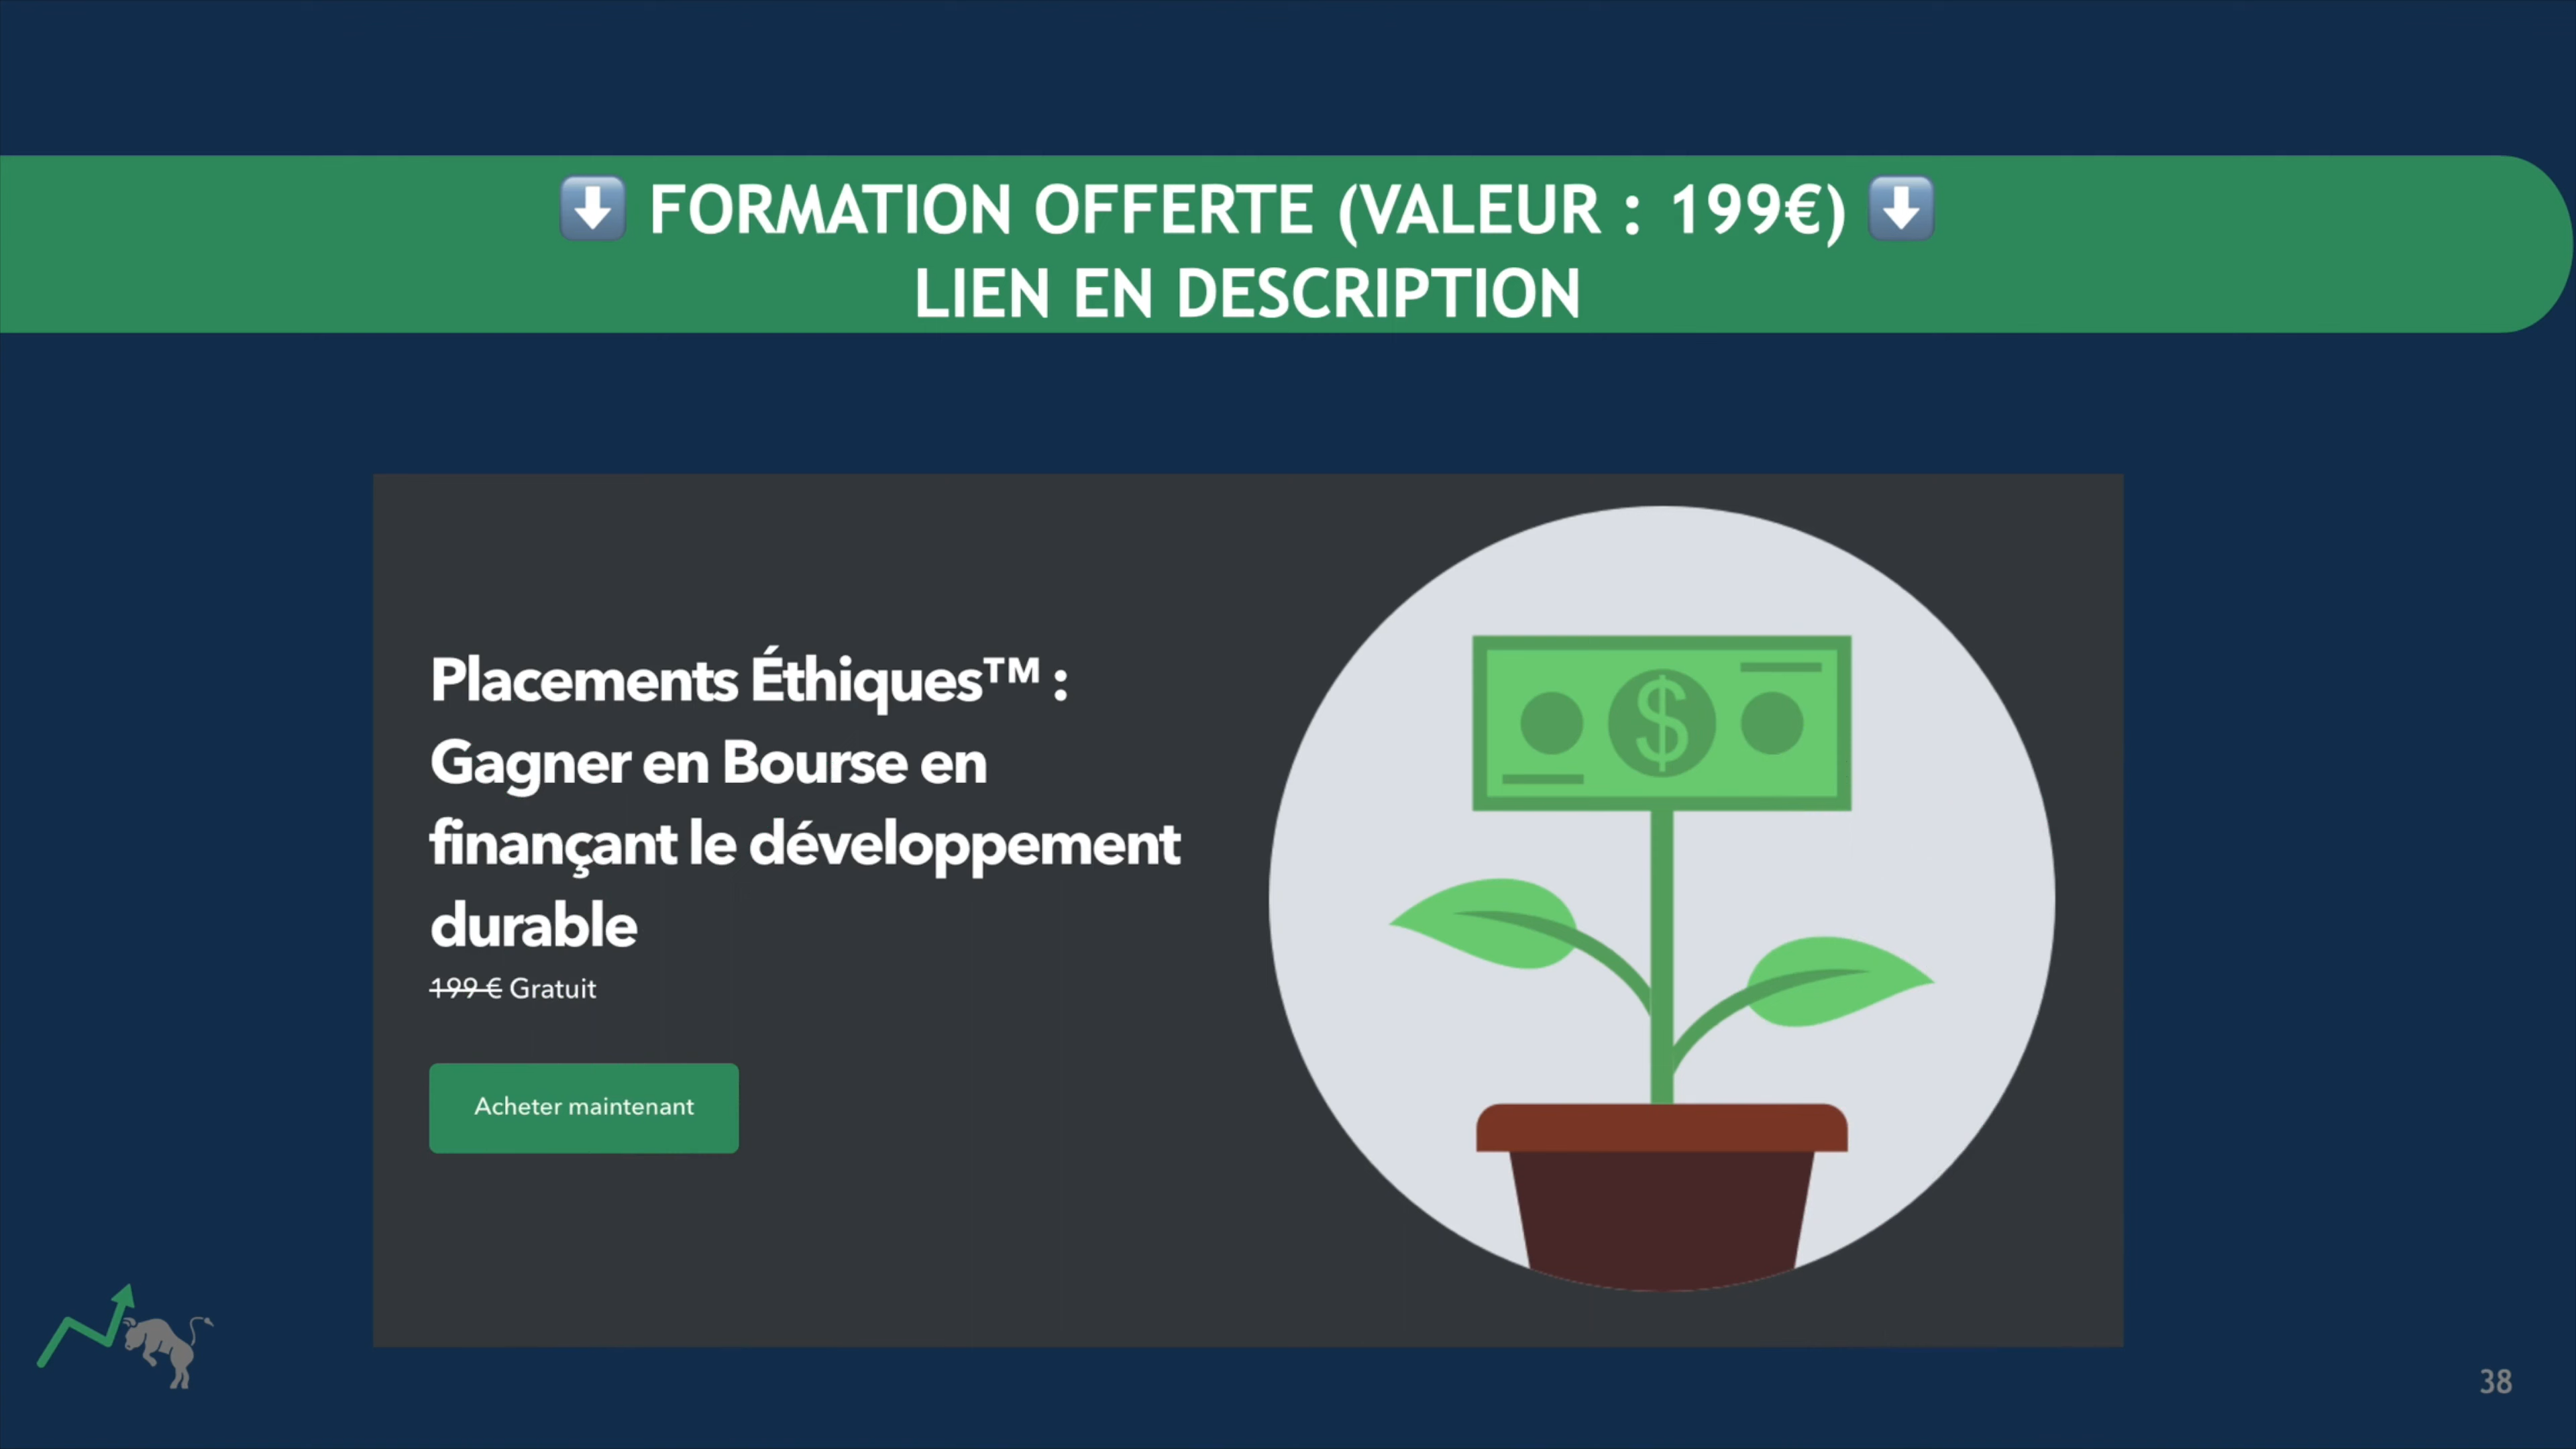 ⬇️ FORMATION OFFERTE (VALEUR : 199€) ⬇️
LIEN EN DESCRIPTION
Placements Éthiques™ :
Gagner en Bourse en
finançant le développement
durable
199 € Gratuit
Acheter maintenant
$
38